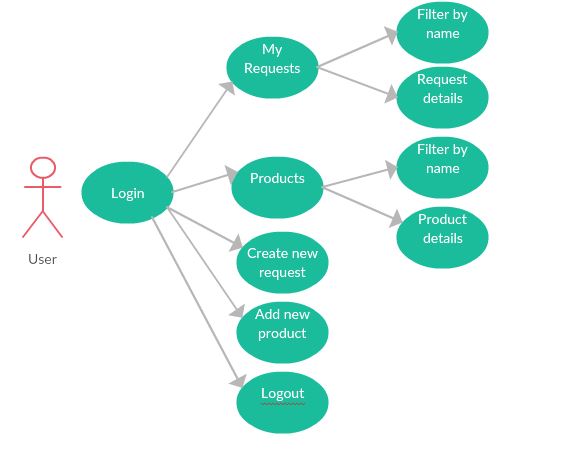 Filter by
name
My
Requests
Request
details
Filter by
name
Login
Products
Product
details
User
Create new
request
Add new
product
Logout